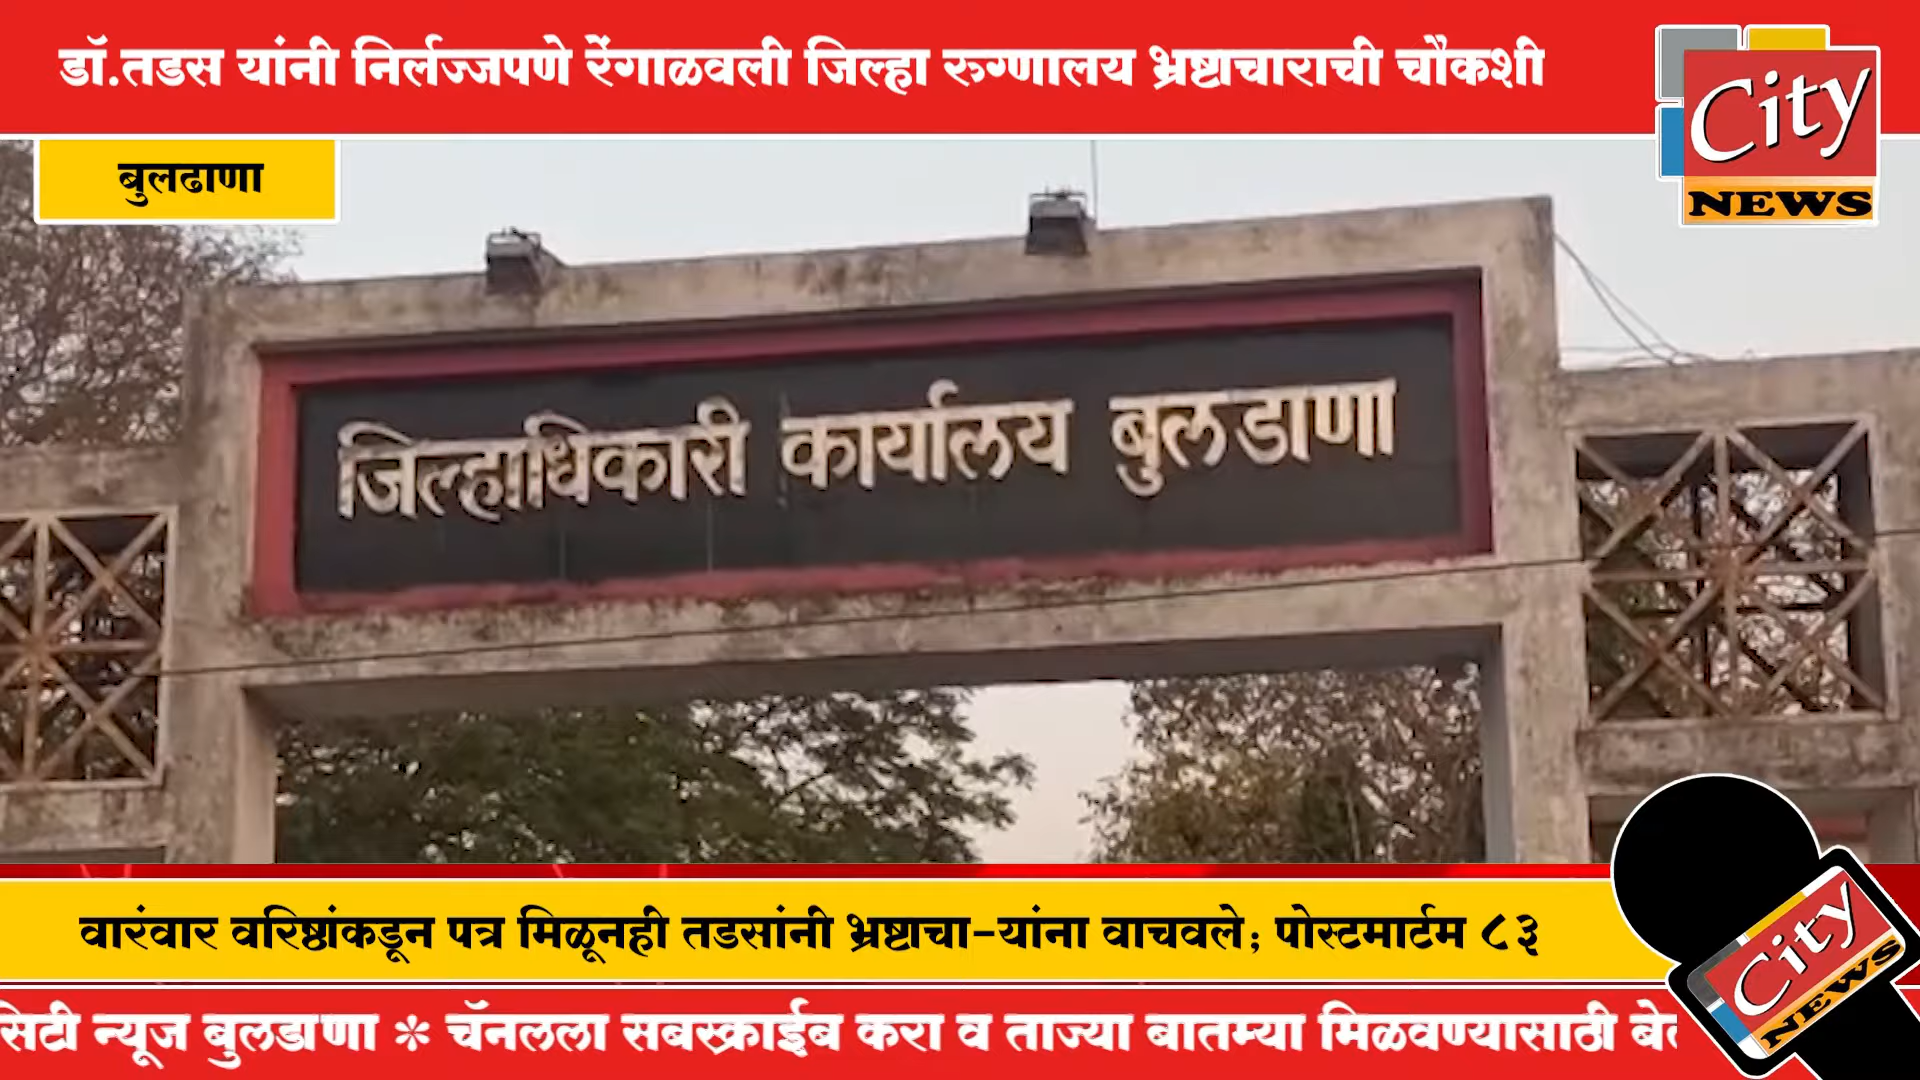 डॉ.तडस यांनी निर्लज्जपणे रेंगाळवली जिल्हा रुग्णालय भ्रष्टाचाराची चौकशी
City
NEWS
बुलढाणा
जिल्हाधिकारी कार्यालय बुलडाणा
वारंवार वरिष्ठांकडून पत्र मिळूनही तडसांनी भ्रष्टाचा-यांना वाचवले; पोस्टमार्टम ८३
City
NEWS
सिटी न्यूज बुलडाणा * चॅनलला सबस्क्राईब करा व ताज्या बातम्या मिळवण्यासाठी